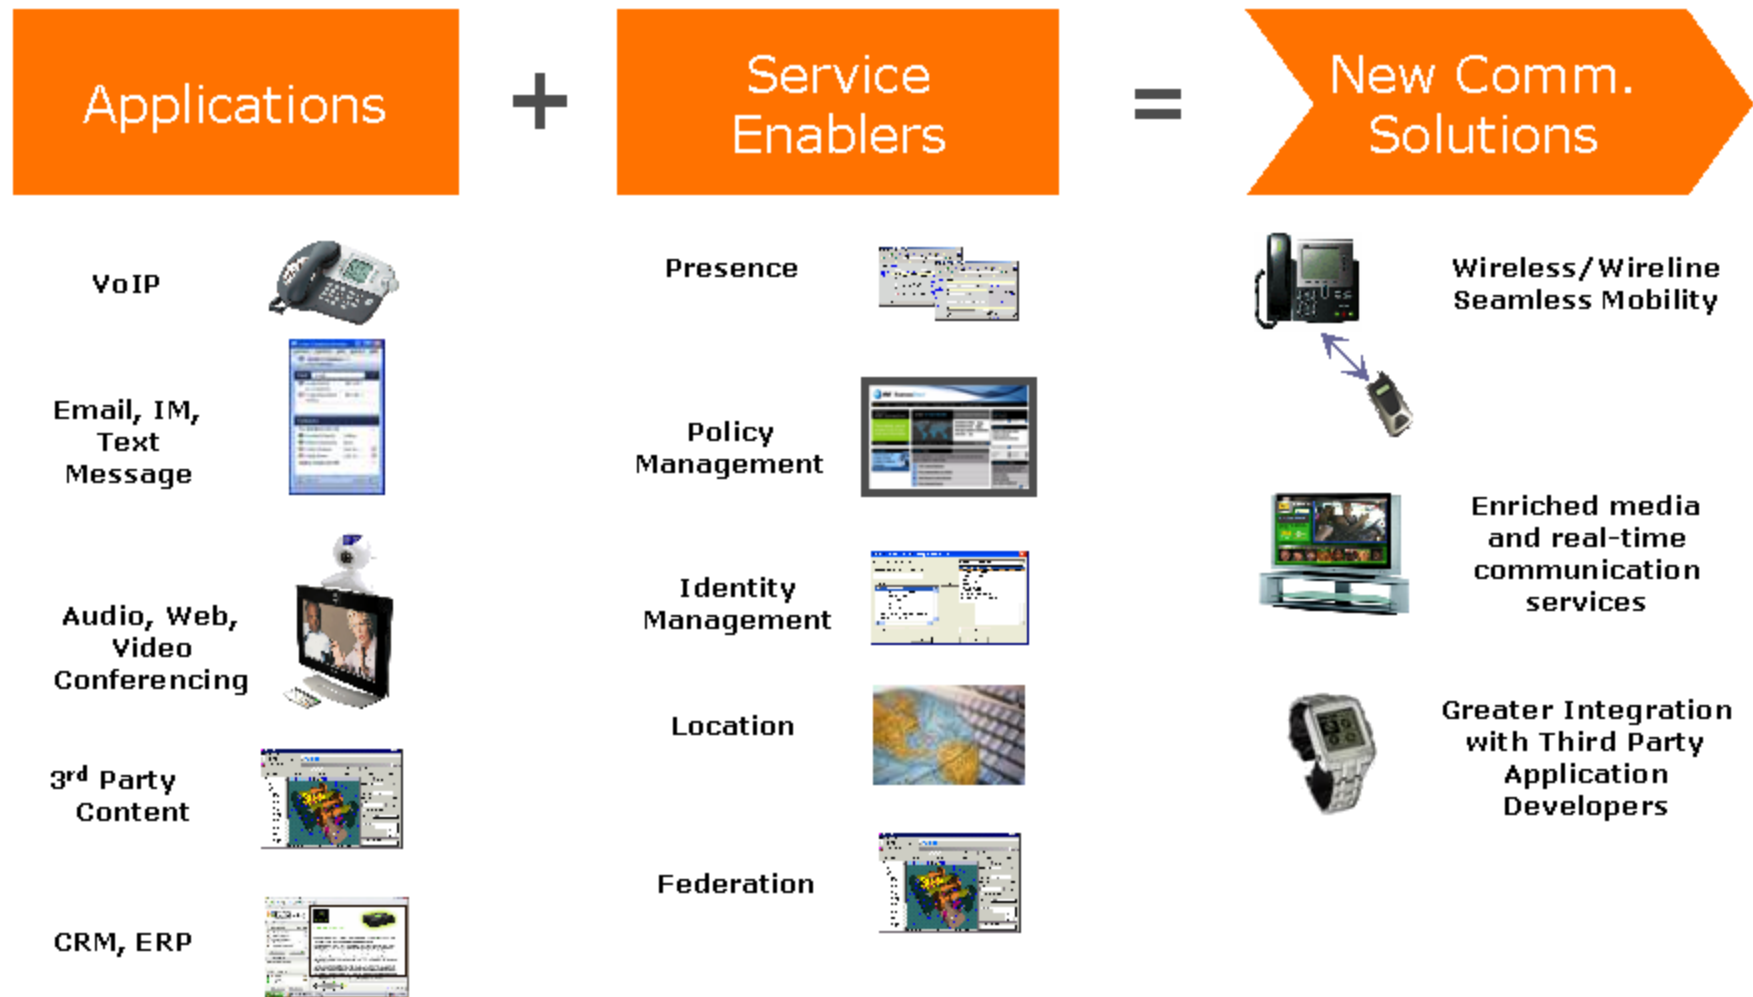 Applications
+
Service
Enablers
=
New Comm.
Solutions
VoIP
Email, IM,
Text
Message
Audio, Web,
Video
Conferencing
3rd Party
Content
CRM, ERP
Presence
Policy
Management
Identity
Management
Location
Federation
Wireless/Wireline
Seamless Mobility
Enriched media
and real-time
communication
services
Greater Integration
with Third Party
Application
Developers